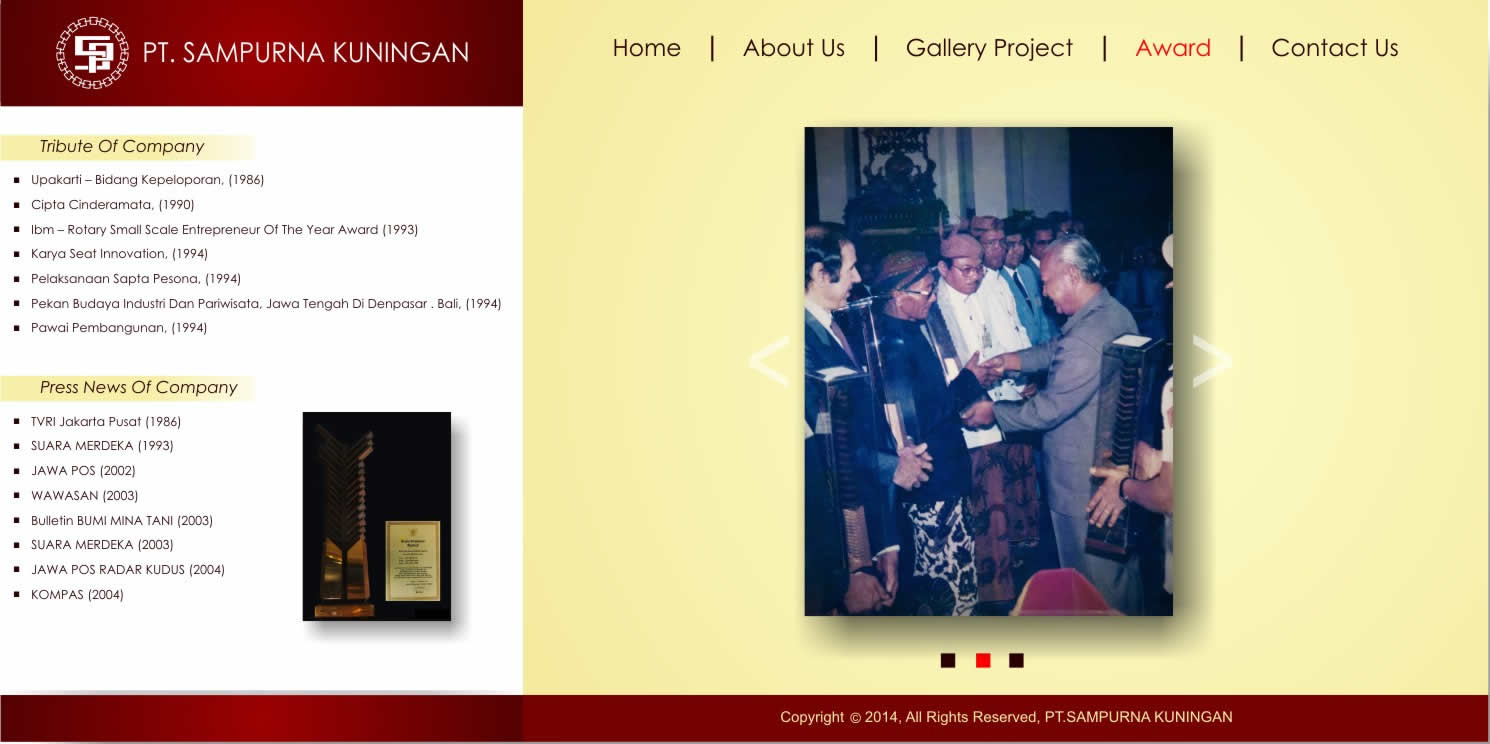 PT. SAMPURNA KUNINGAN
Home | About Us | Gallery Project | Award | Contact Us
Tribute Of Company
Upakarti – Bidang Kepeloporan, (1986)
Cipta Cinderamata, (1990)
Ibm – Rotary Small Scale Entrepreneur Of The Year Award (1993)
Karya Seat Innovation, (1994)
Pelaksanaan Sapta Pesona, (1994)
Pekan Budaya Industri Dan Pariwisata, Jawa Tengah Di Denpasar . Bali, (1994)
Pawai Pembangunan, (1994)
Press News Of Company
TVRI Jakarta Pusat (1986)
SUARA MERDEKA (1993)
JAWA POS (2002)
WAWASAN (2003)
Bulletin BUMI MINA TANI (2003)
SUARA MERDEKA (2003)
JAWA POS RADAR KUDUS (2004)
KOMPAS (2004)
< >
Copyright © 2014, All Rights Reserved, PT.SAMPURNA KUNINGAN